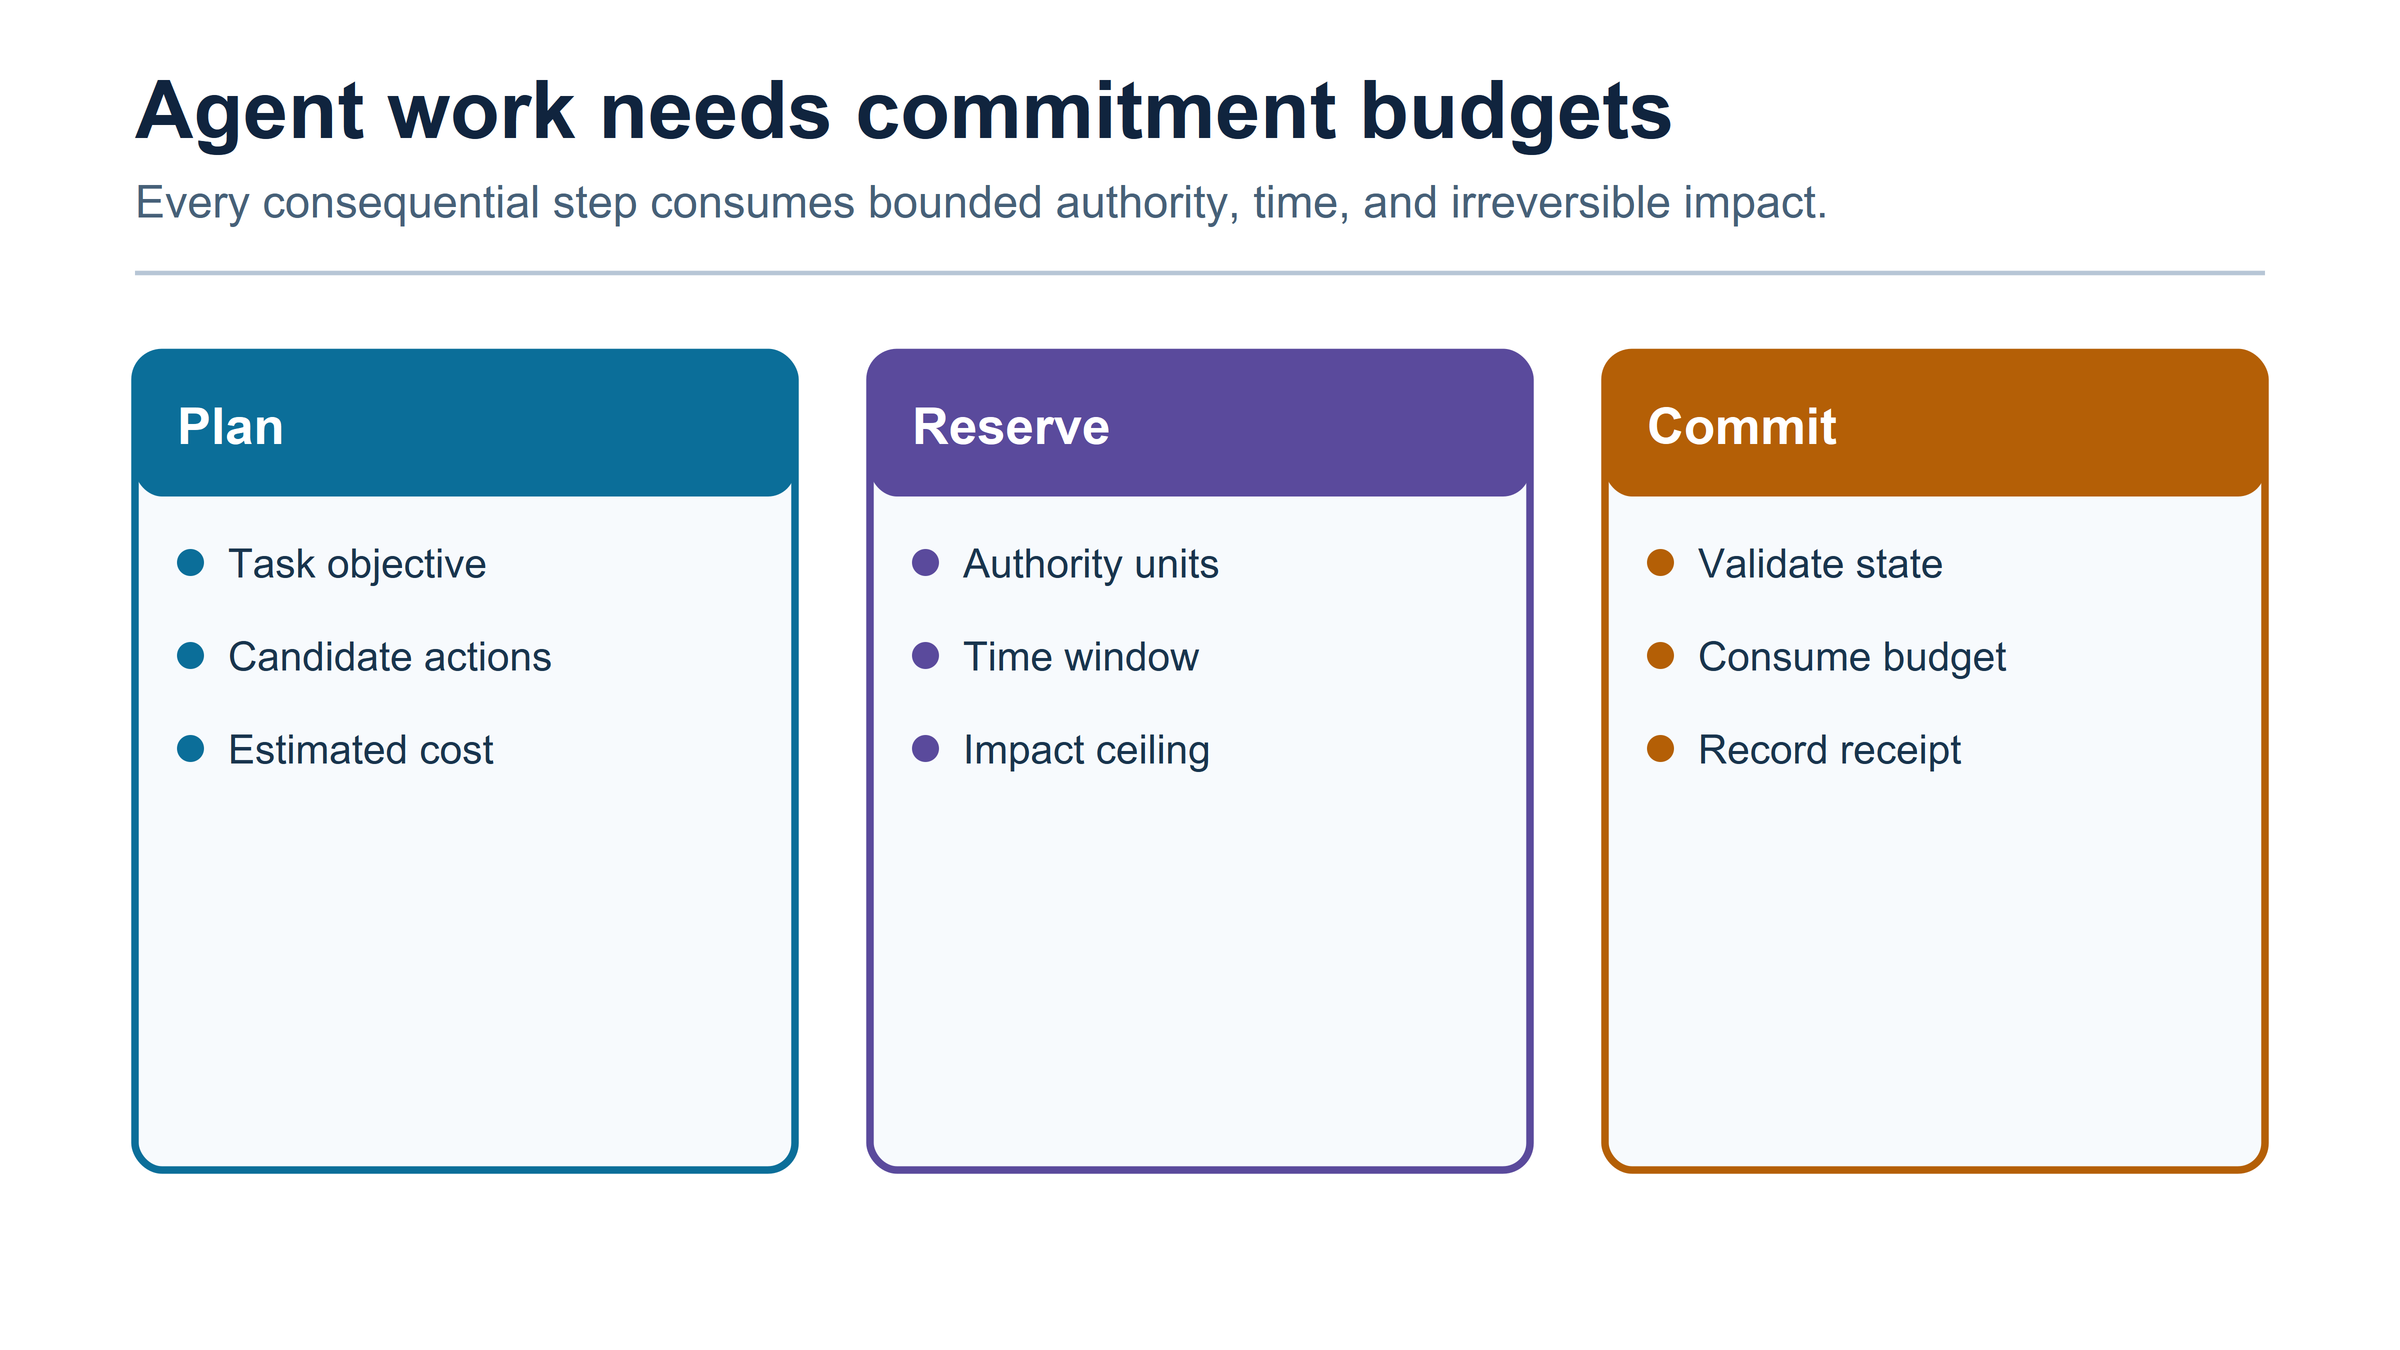 Agent work needs commitment budgets
Every consequential step consumes bounded authority, time, and irreversible impact.
Plan
Task objective
Candidate actions
Estimated cost
Reserve
Authority units
Time window
Impact ceiling
Commit
Validate state
Consume budget
Record receipt